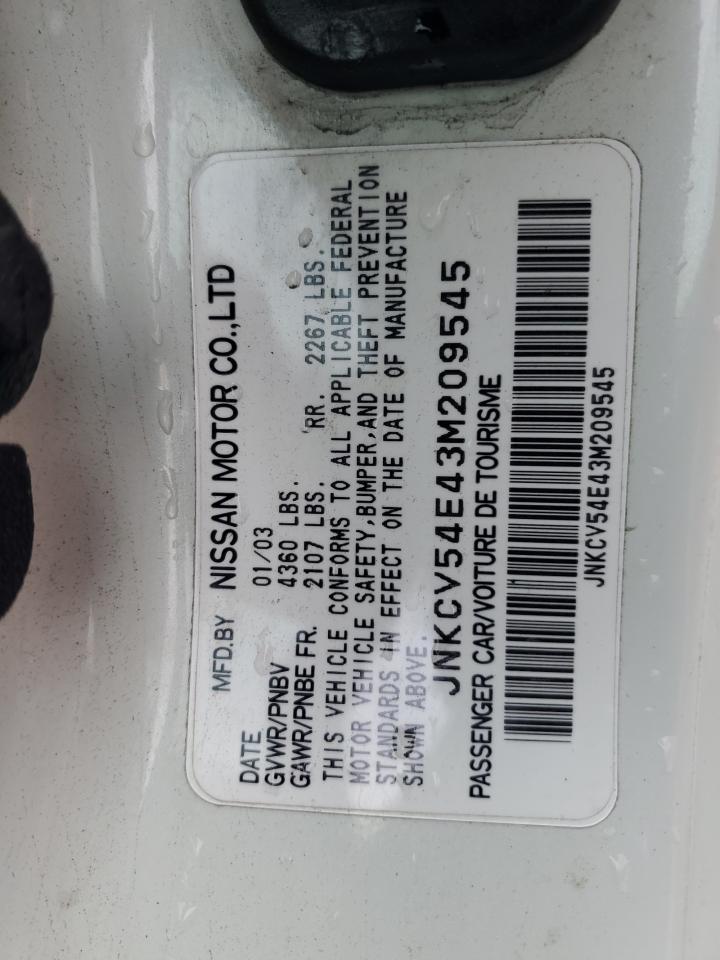 MFD.BY NISSAN MOTOR CO.,LTD
DATE 01/03
GVWR/PNBV 4360 LBS.
GAWR/PNBE FR. 2107 LBS. RR. 2267 LBS.
THIS VEHICLE CONFORMS TO ALL APPLICABLE FEDERAL
MOTOR VEHICLE SAFETY,BUMPER,AND THEFT PREVENTION
STANDARDS IN EFFECT ON THE DATE OF MANUFACTURE
SHOWN ABOVE.
JNKCV54E43M209545
PASSENGER CAR/VOITURE DE TOURISME
JNKCV54E43M209545